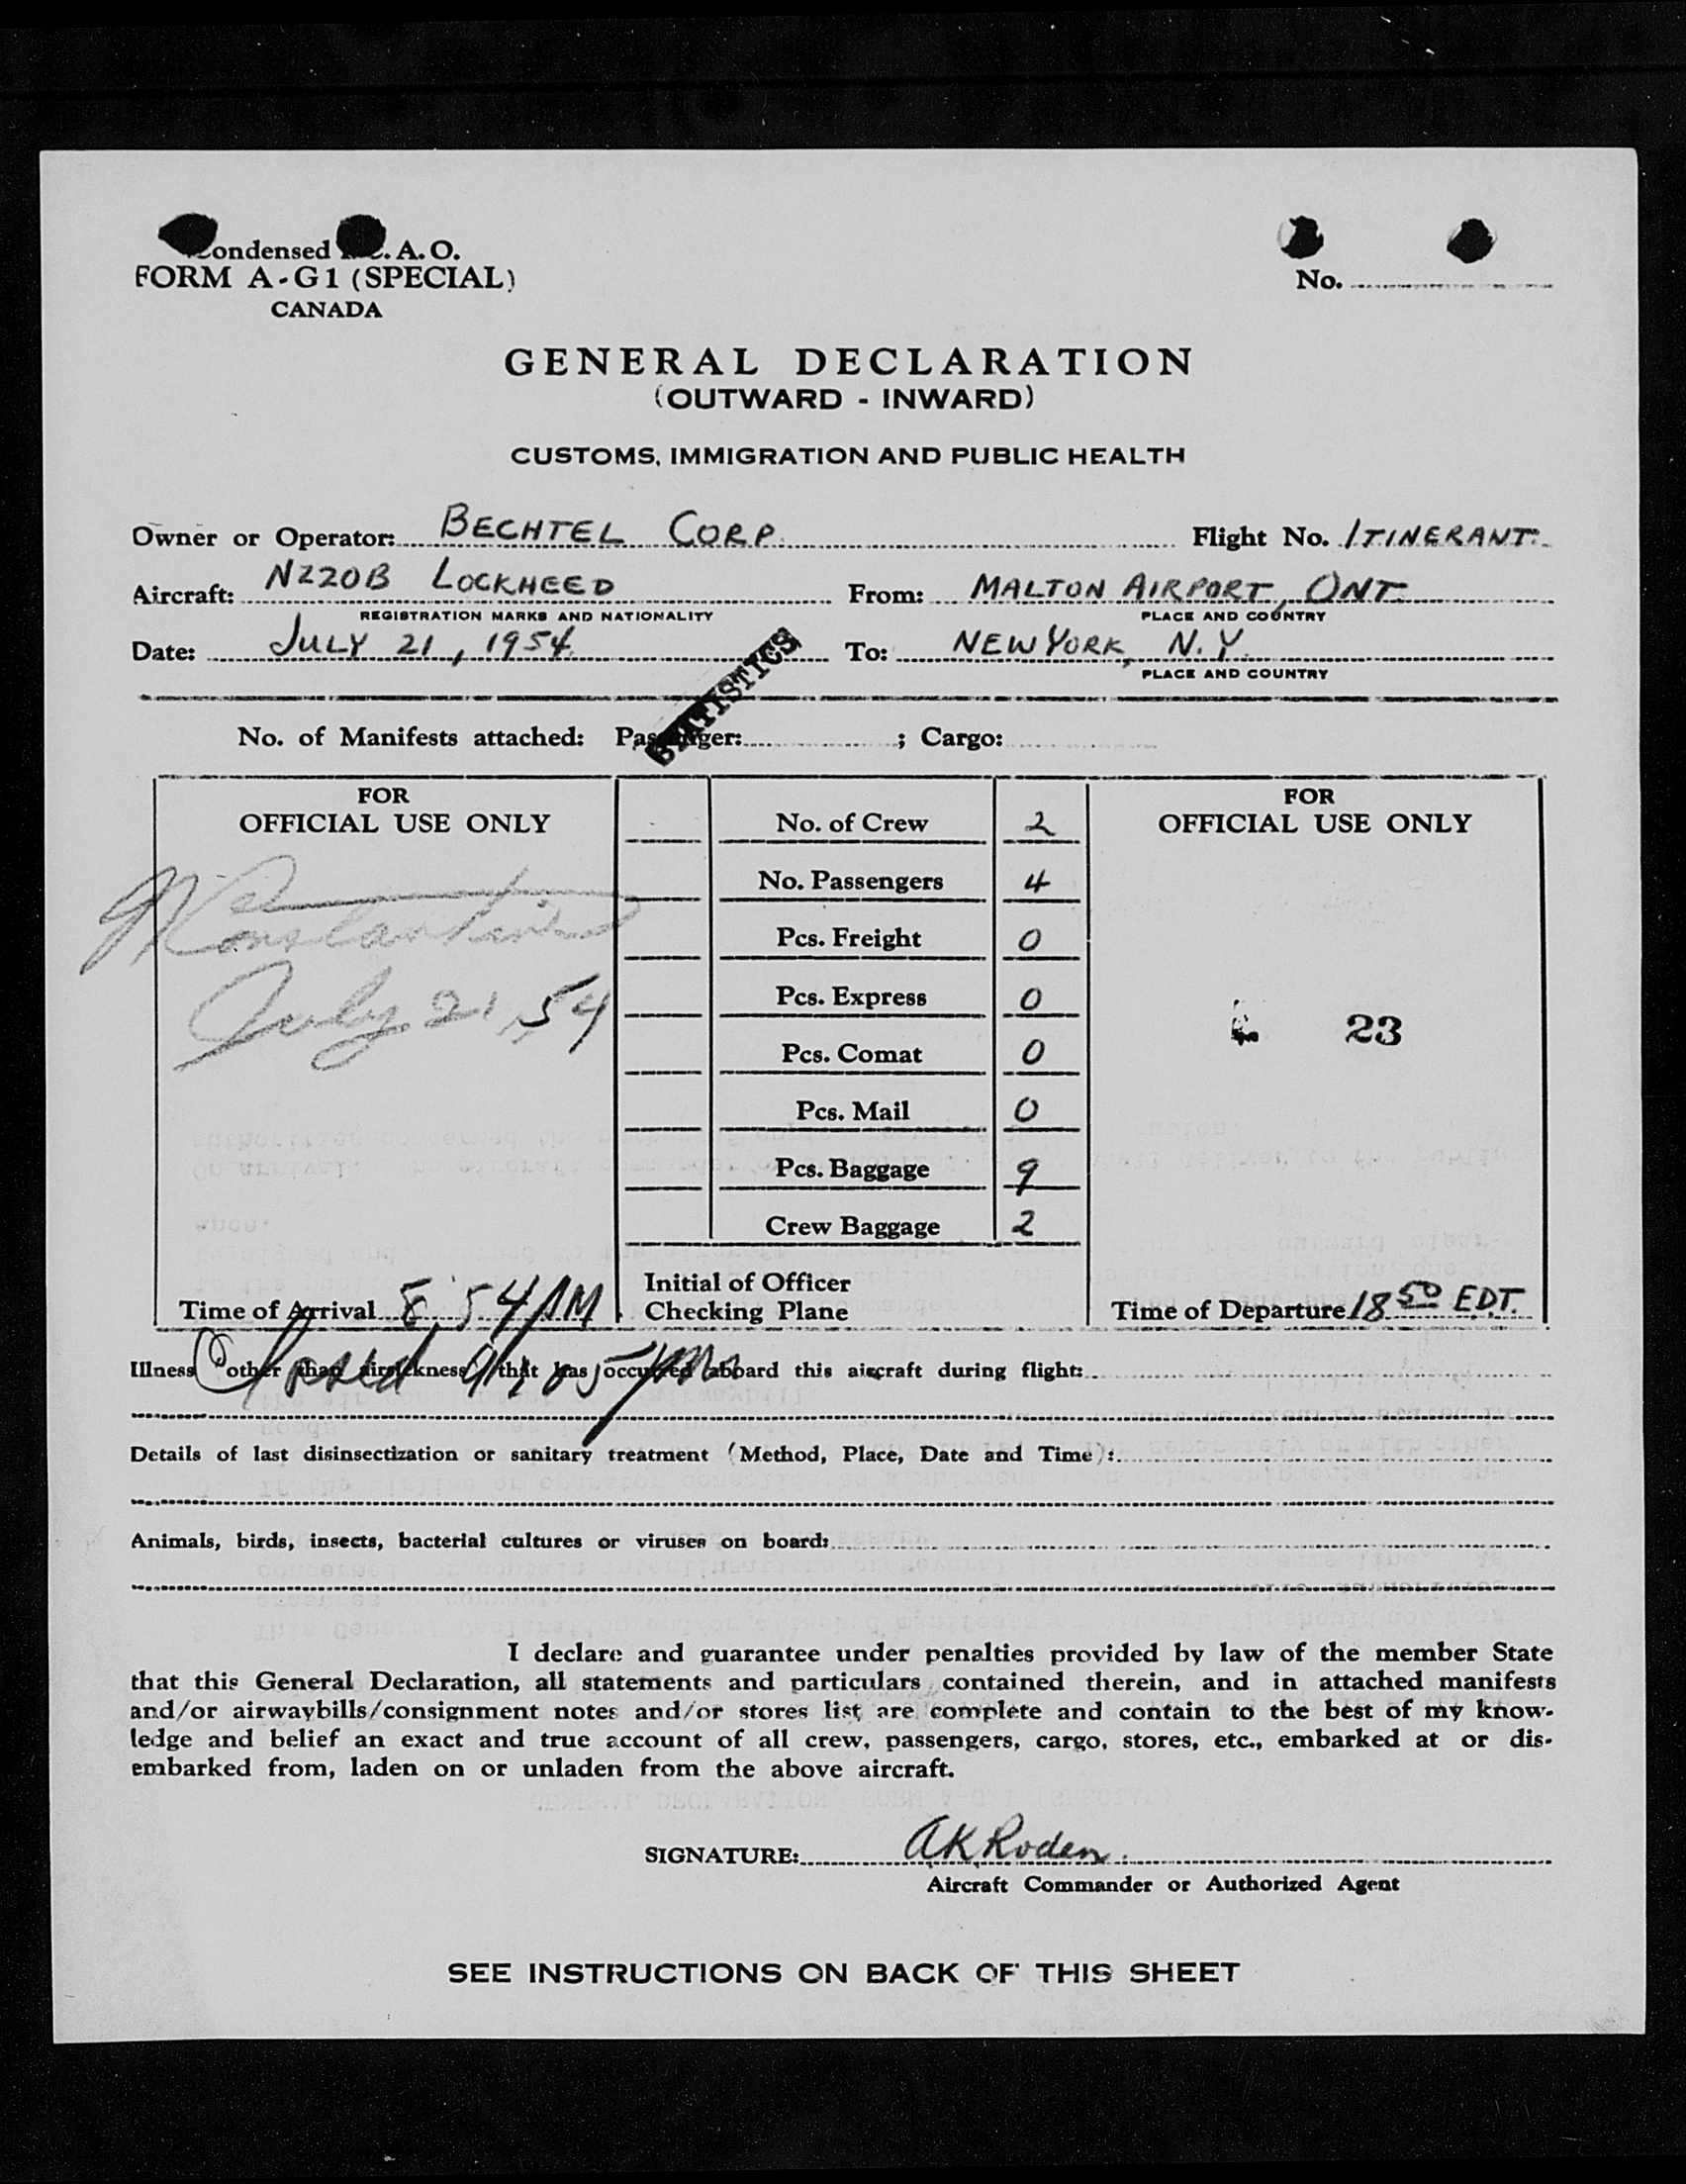 ondensed . A. O.
FORM A-G1 (SPECIAL)
CANADA
No.
GENERAL DECLARATION
(OUTWARD - INWARD)
CUSTOMS, IMMIGRATION AND PUBLIC HEALTH
Owner or Operator: BECHTEL CORP. Flight No. ITINERANT.
Aircraft: N220B LOCKHEED From: MALTON AIRPORT, ONT.
REGISTRATION MARKS AND NATIONALITY PLACE AND COUNTRY
Date: JULY 21, 1954 To: NEW YORK, N.Y.
PLACE AND COUNTRY
STATISTICS
No. of Manifests attached: Passenger: ; Cargo:
FOR
OFFICIAL USE ONLY
July 21, 54
Time of Arrival 8:54 AM
No. of Crew 2
No. Passengers 4
Pcs. Freight 0
Pcs. Express 0
Pcs. Comat 0
Pcs. Mail 0
Pcs. Baggage 9
Crew Baggage 2
Initial of Officer
Checking Plane
FOR
OFFICIAL USE ONLY
23
Time of Departure 18 50 EDT.
Illness other than airsickness that has occurred aboard this aircraft during flight:
Details of last disinsectization or sanitary treatment (Method, Place, Date and Time):
Animals, birds, insects, bacterial cultures or viruses on board:
I declare and guarantee under penalties provided by law of the member State
that this General Declaration, all statements and particulars contained therein, and in attached manifests
and/or airwaybills/consignment notes and/or stores list are complete and contain to the best of my know-
ledge and belief an exact and true account of all crew, passengers, cargo, stores, etc., embarked at or dis-
embarked from, laden on or unladen from the above aircraft.
SIGNATURE: AK Roden.
Aircraft Commander or Authorized Agent
SEE INSTRUCTIONS ON BACK OF THIS SHEET